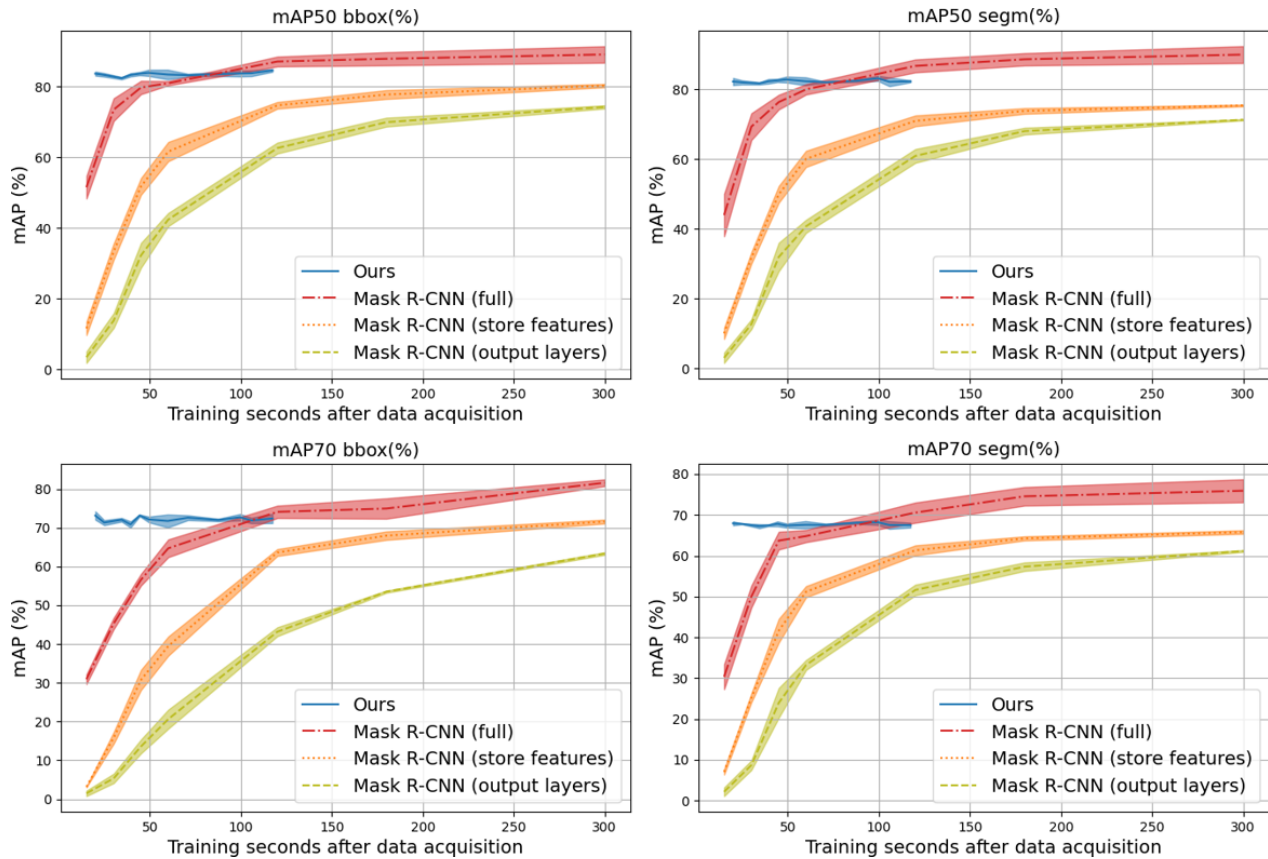 mAP50 bbox(%)
mAP (%)
80
60
40
20
0
50 100 150 200 250 300
Training seconds after data acquisition
Ours
Mask R-CNN (full)
Mask R-CNN (store features)
Mask R-CNN (output layers)
mAP50 segm(%)
mAP (%)
80
60
40
20
0
50 100 150 200 250 300
Training seconds after data acquisition
Ours
Mask R-CNN (full)
Mask R-CNN (store features)
Mask R-CNN (output layers)
mAP70 bbox(%)
mAP (%)
80
70
60
50
40
30
20
10
0
50 100 150 200 250 300
Training seconds after data acquisition
Ours
Mask R-CNN (full)
Mask R-CNN (store features)
Mask R-CNN (output layers)
mAP70 segm(%)
mAP (%)
80
70
60
50
40
30
20
10
0
50 100 150 200 250 300
Training seconds after data acquisition
Ours
Mask R-CNN (full)
Mask R-CNN (store features)
Mask R-CNN (output layers)